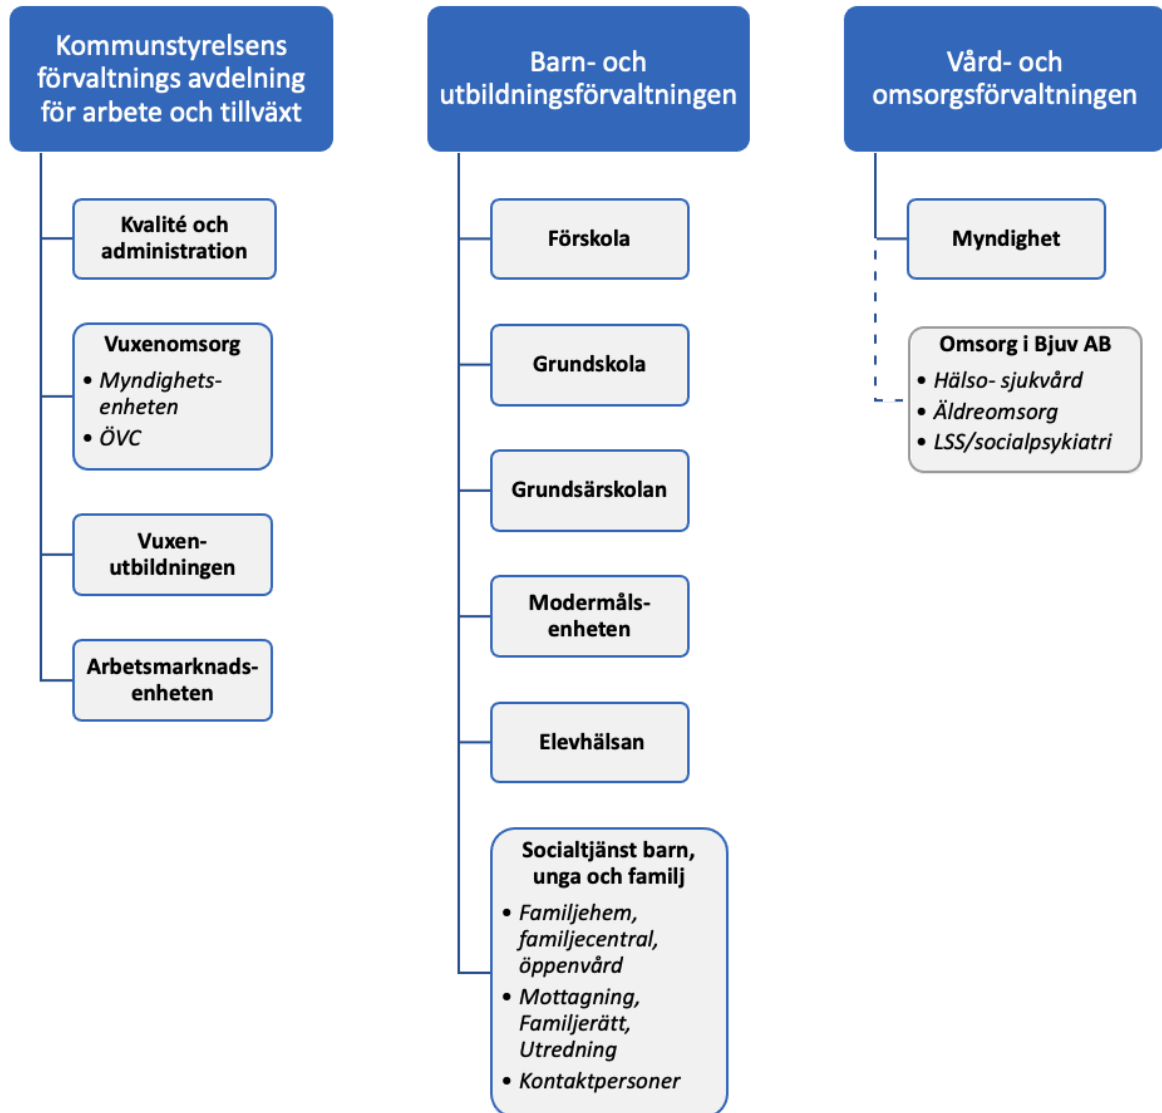 Kommunstyrelsens
förvaltnings avdelning
för arbete och tillväxt
Kvalité och
administration
Vuxenomsorg
• Myndighets-
enheten
• ÖVC
Vuxen-
utbildningen
Arbetsmarknads-
enheten
Barn- och
utbildningsförvaltningen
Förskola
Grundskola
Grundsärskolan
Modermåls-
enheten
Elevhälsan
Socialtjänst barn,
unga och familj
• Familjehem,
familjecentral,
öppenvård
• Mottagning,
Familjerätt,
Utredning
• Kontaktpersoner
Vård- och
omsorgsförvaltningen
Myndighet
Omsorg i Bjuv AB
• Hälso- sjukvård
• Äldreomsorg
• LSS/socialpsykiatri